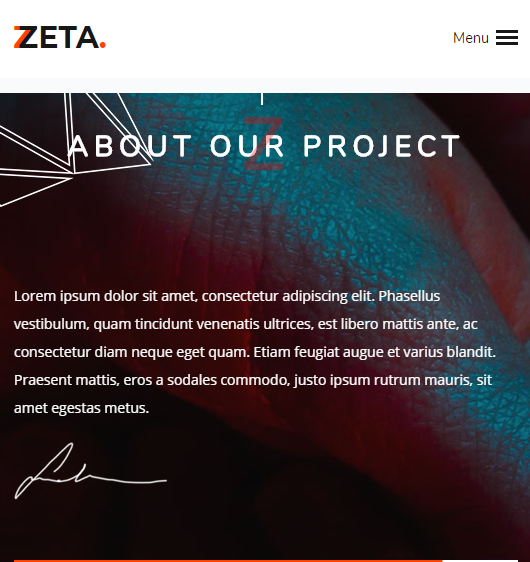 ZETA.
Menu
Z
ABOUT OUR PROJECT
Lorem ipsum dolor sit amet, consectetur adipiscing elit. Phasellus
vestibulum, quam tincidunt venenatis ultrices, est libero mattis ante, ac
consectetur diam neque eget quam. Etiam feugiat augue et varius blandit.
Praesent mattis, eros a sodales commodo, justo ipsum rutrum mauris, sit
amet egestas metus.